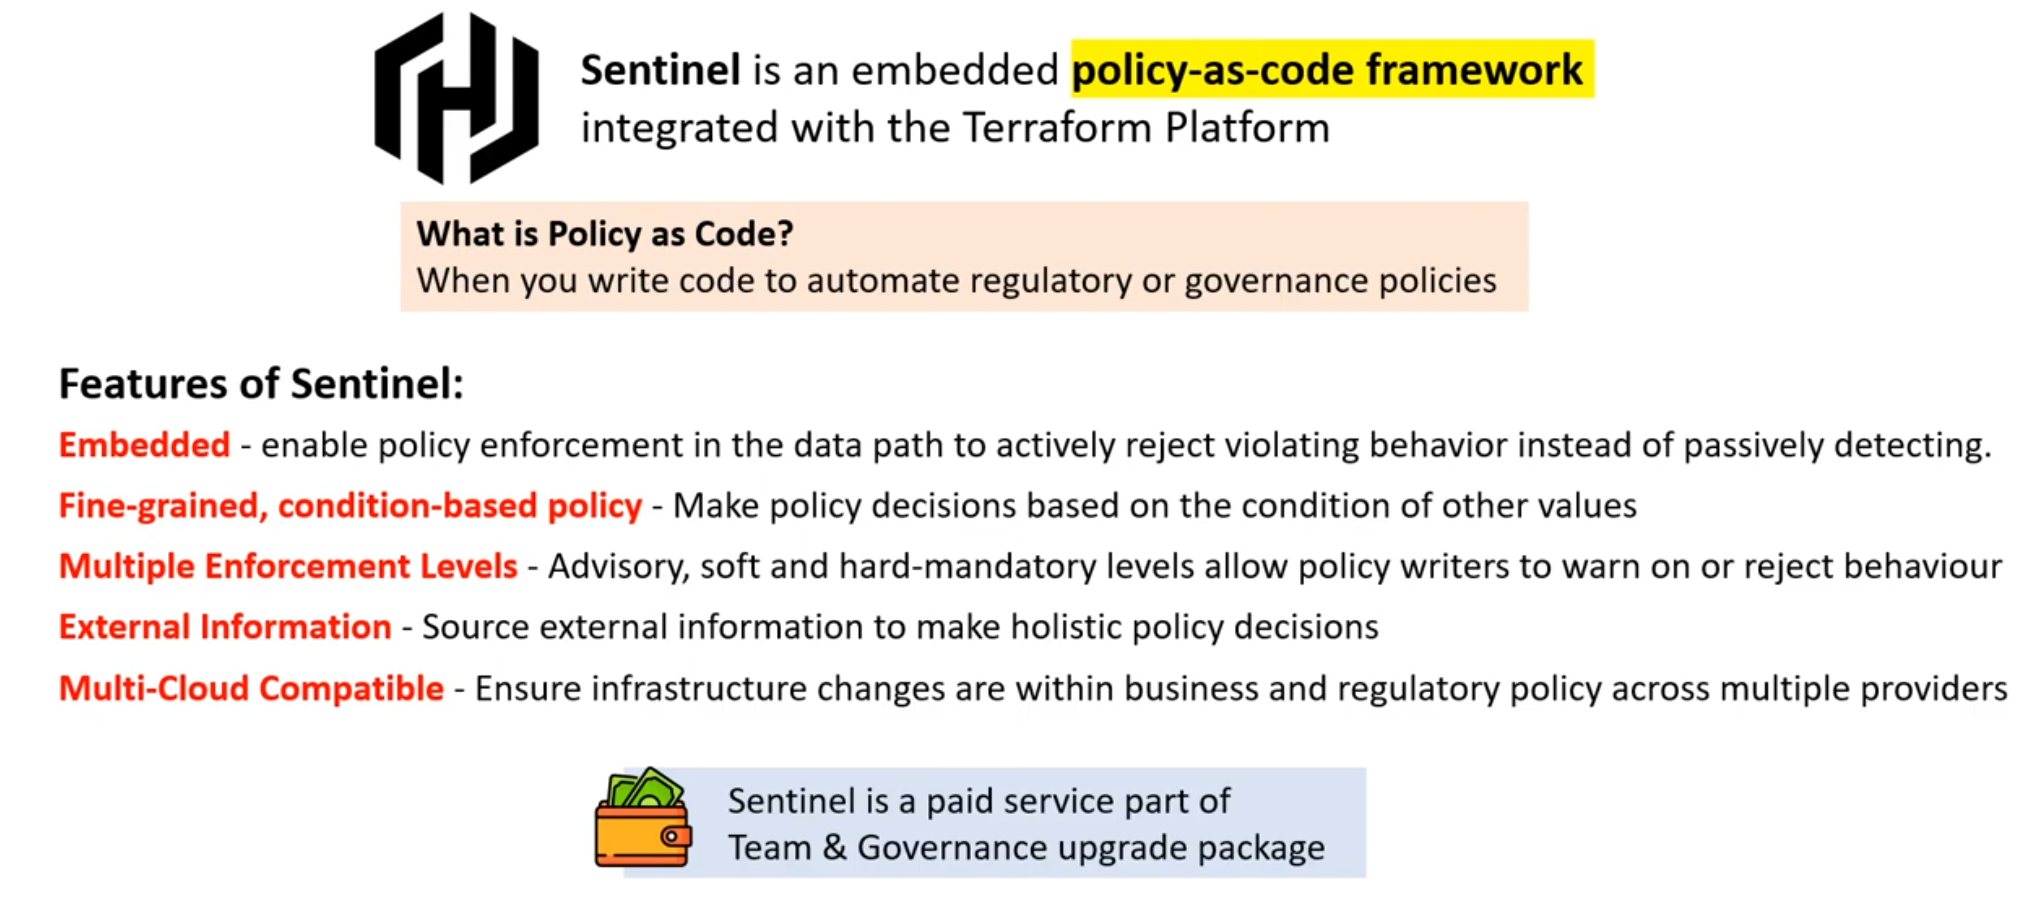 Sentinel is an embedded policy-as-code framework
integrated with the Terraform Platform
What is Policy as Code?
When you write code to automate regulatory or governance policies
Features of Sentinel:
Embedded - enable policy enforcement in the data path to actively reject violating behavior instead of passively detecting.
Fine-grained, condition-based policy - Make policy decisions based on the condition of other values
Multiple Enforcement Levels - Advisory, soft and hard-mandatory levels allow policy writers to warn on or reject behaviour
External Information - Source external information to make holistic policy decisions
Multi-Cloud Compatible - Ensure infrastructure changes are within business and regulatory policy across multiple providers
Sentinel is a paid service part of
Team & Governance upgrade package